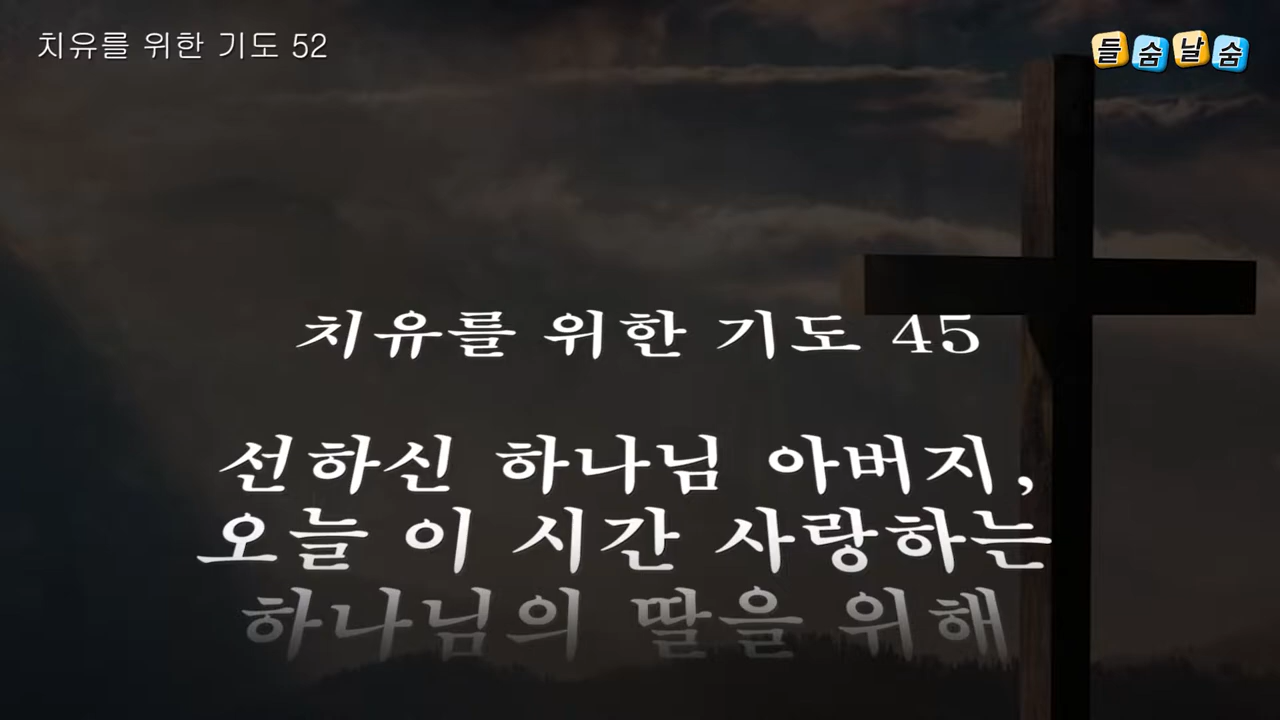 치유를 위한 기도 52
들숨날숨
치유를 위한 기도 45
선하신 하나님 아버지,
오늘 이 시간 사랑하는
하나님의 딸을 위해